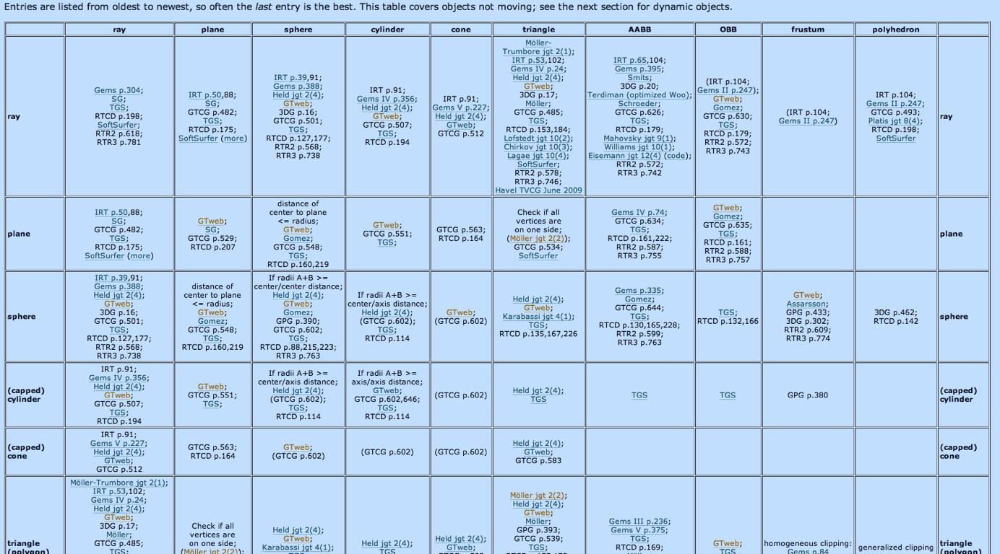 Entries are listed from oldest to newest, so often the last entry is the best. This table covers objects not moving; see the next section for dynamic objects.
ray
plane
sphere
cylinder
cone
triangle
AABB
OBB
frustum
polyhedron
ray
Gems p.304;
SG;
TGS;
RTCD p.198;
SoftSurfer;
RTR2 p.618;
RTR3 p.781
IRT p.50,88;
SG;
GTCG p.482;
TGS;
RTCD p.175;
SoftSurfer (more)
IRT p.39,91;
Gems p.388;
Held jgt 2(4);
GTweb;
3DG p.16;
GTCG p.501;
TGS;
RTCD p.127,177;
RTR2 p.568;
RTR3 p.738
IRT p.91;
Gems IV p.356;
Held jgt 2(4);
GTweb;
GTCG p.507;
TGS;
RTCD p.194
IRT p.91;
Gems V p.227;
Held jgt 2(4);
GTweb;
GTCG p.512
Möller-
Trumbore jgt 2(1);
IRT p.53,102;
Gems IV p.24;
Held jgt 2(4);
GTweb;
3DG p.17;
Möller;
GTCG p.485;
TGS;
RTCD p.153,184;
Lofstedt jgt 10(2);
Chirkov jgt 10(3);
Lagae jgt 10(4);
SoftSurfer;
RTR2 p.578;
RTR3 p.746;
Havel TVCG June 2009
IRT p.65,104;
Gems p.395;
Smits;
3DG p.20;
Terdiman (optimized Woo);
Schroeder;
GTCG p.626;
TGS;
RTCD p.179;
Mahovsky jgt 9(1);
Williams jgt 10(1);
Eisemann jgt 12(4) (code);
RTR2 p.572;
RTR3 p.742
(IRT p.104;
Gems II p.247);
GTweb;
Gomez;
GTCG p.630;
TGS;
RTCD p.179;
RTR2 p.572;
RTR3 p.743
(IRT p.104;
Gems II p.247)
IRT p.104;
Gems II p.247;
GTCG p.493;
Platis jgt 8(4);
RTCD p.198;
SoftSurfer
ray
plane
IRT p.50,88;
SG;
GTCG p.482;
TGS;
RTCD p.175;
SoftSurfer (more)
GTweb;
SG;
GTCG p.529;
RTCD p.207
distance of
center to plane
<= radius;
GTweb;
Gomez;
GTCG p.548;
TGS;
RTCD p.160,219
GTweb;
GTCG p.551;
TGS;
GTCG p.563;
RTCD p.164
Check if all
vertices are
on one side;
(Möller jgt 2(2));
GTCG p.534;
SoftSurfer
Gems IV p.74;
GTCG p.634;
TGS;
RTCD p.161,222;
RTR2 p.587;
RTR3 p.755
GTweb;
Gomez;
GTCG p.635;
TGS;
RTCD p.161;
RTR2 p.588;
RTR3 p.757
plane
sphere
IRT p.39,91;
Gems p.388;
Held jgt 2(4);
GTweb;
3DG p.16;
GTCG p.501;
TGS;
RTCD p.127,177;
RTR2 p.568;
RTR3 p.738
distance of
center to plane
<= radius;
GTweb;
Gomez;
GTCG p.548;
TGS;
RTCD p.160,219
If radii A+B >=
center/center distance;
Held jgt 2(4);
GTweb;
Gomez;
GPG p.390;
GTCG p.602;
TGS;
RTCD p.88,215,223;
RTR3 p.763
If radii A+B >=
center/axis distance;
Held jgt 2(4);
(GTCG p.602);
TGS;
RTCD p.114
GTweb;
(GTCG p.602)
Held jgt 2(4);
GTweb;
Karabassi jgt 4(1);
TGS;
RTCD p.135,167,226
Gems p.335;
Gomez;
GTCG p.644;
TGS;
RTCD p.130,165,228;
RTR2 p.599;
RTR3 p.763
TGS;
RTCD p.132,166
GTweb;
Assarsson;
GPG p.433;
3DG p.302;
RTR2 p.609;
RTR3 p.774
3DG p.462;
RTCD p.142
sphere
(capped)
cylinder
IRT p.91;
Gems IV p.356;
Held jgt 2(4);
GTweb;
GTCG p.507;
TGS;
RTCD p.194
GTweb;
GTCG p.551;
TGS;
If radii A+B >=
center/axis distance;
Held jgt 2(4);
(GTCG p.602);
TGS;
RTCD p.114
If radii A+B >=
axis/axis distance;
GTweb;
GTCG p.602,646;
TGS;
RTCD p.114
(GTCG p.602)
Held jgt 2(4);
TGS
TGS
TGS
GPG p.380
(capped)
cylinder
(capped)
cone
IRT p.91;
Gems V p.227;
Held jgt 2(4);
GTweb;
GTCG p.512
GTCG p.563;
RTCD p.164
GTweb;
(GTCG p.602)
(GTCG p.602)
(GTCG p.602)
Held jgt 2(4);
GTweb;
GTCG p.583
(capped)
cone
triangle
(polygon)
Möller-Trumbore jgt 2(1);
IRT p.53,102;
Gems IV p.24;
Held jgt 2(4);
GTweb;
3DG p.17;
Möller;
GTCG p.485;
TGS;
Check if all
vertices are
on one side;
(Möller jgt 2(2));
Held jgt 2(4);
GTweb;
Karabassi jgt 4(1);
Held jgt 2(4);
TGS
Held jgt 2(4);
GTweb;
Möller jgt 2(2);
Held jgt 2(4);
GTweb;
Möller;
GPG p.393;
GTCG p.539;
TGS;
Gems III p.236;
Gems V p.375;
TGS;
RTCD p.169;
GTweb;
TGS
homogeneous clipping:
Gems p.84
generalized clipping
triangle
(polygon)